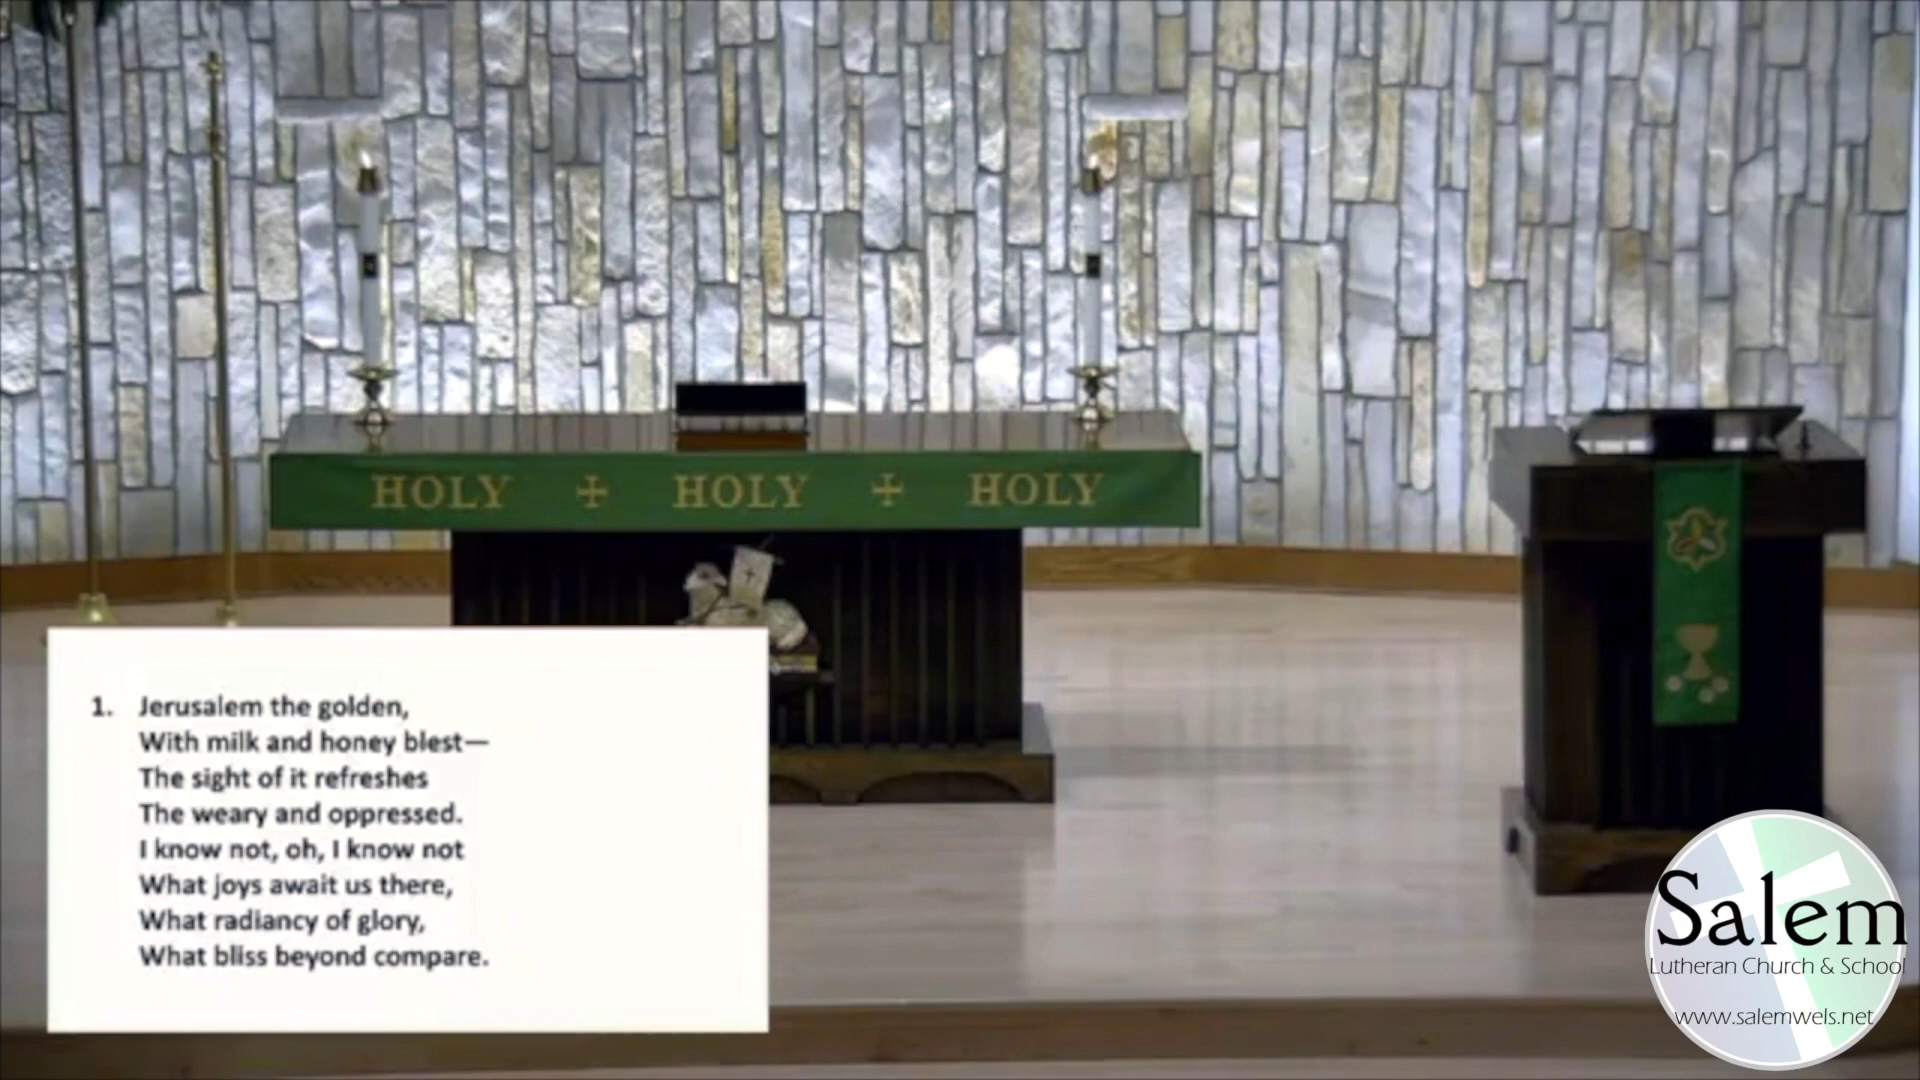 HOLY + HOLY + HOLY
1. Jerusalem the golden,
With milk and honey blest—
The sight of it refreshes
The weary and oppressed.
I know not, oh, I know not
What joys await us there,
What radiancy of glory,
What bliss beyond compare.
Salem
Lutheran Church & School
www.salemwels.net